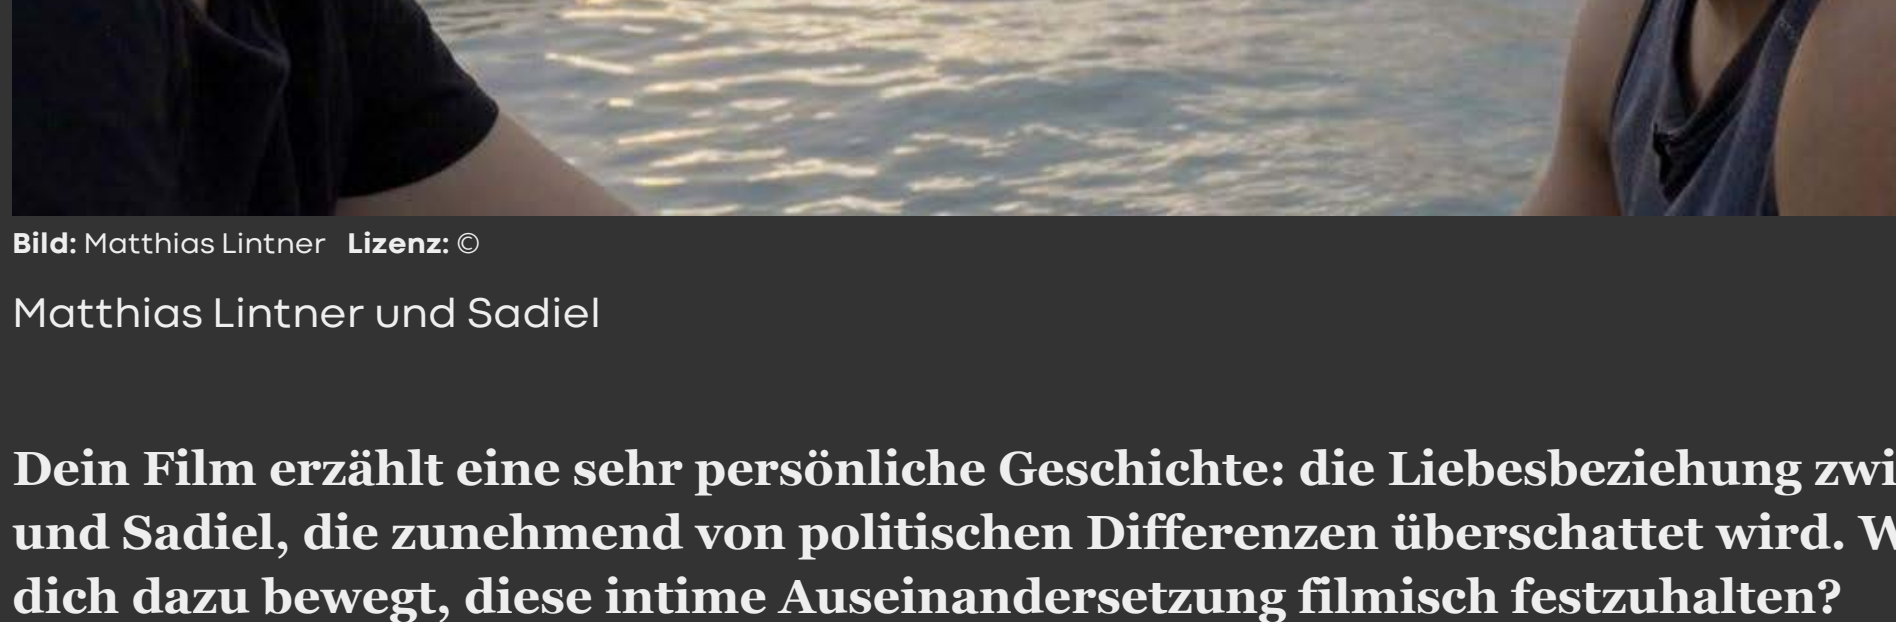 Bild: Matthias Lintner Lizenz: ©
Matthias Lintner und Sadiel
Dein Film erzählt eine sehr persönliche Geschichte: die Liebesbeziehung
und Sadiel, die zunehmend von politischen Differenzen überschattet wird.
dich dazu bewegt, diese intime Auseinandersetzung filmisch festzuhalten?